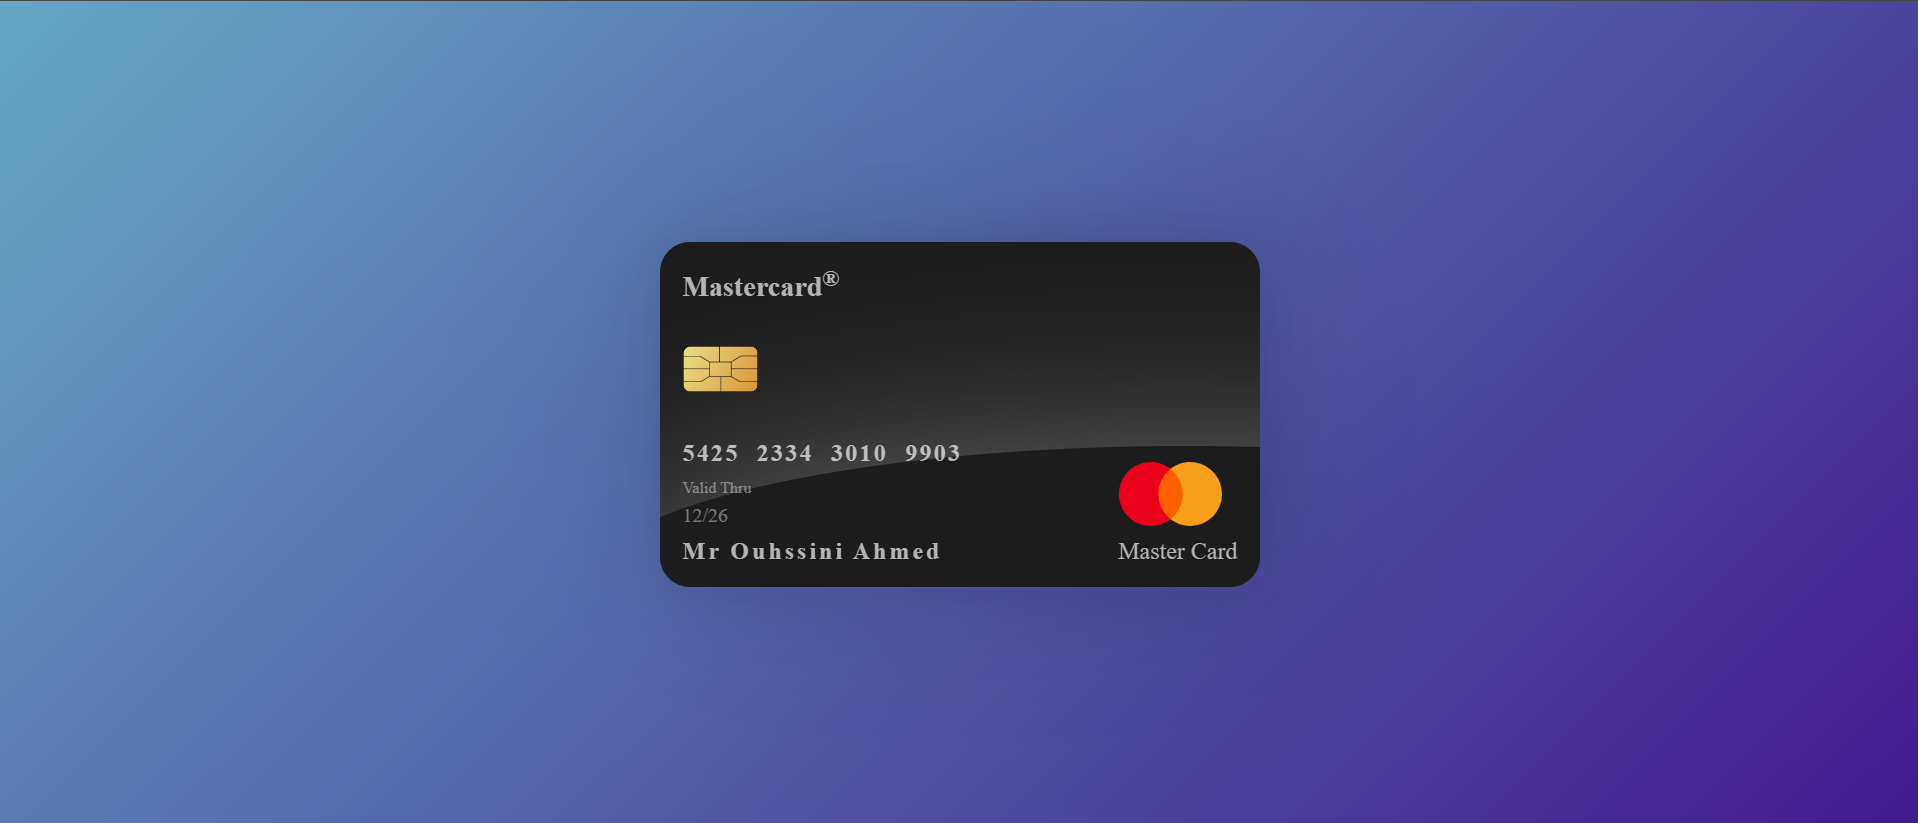 Mastercard®
5425 2334 3010 9903
Valid Thru
12/26
Mr Ouhssini Ahmed
Master Card